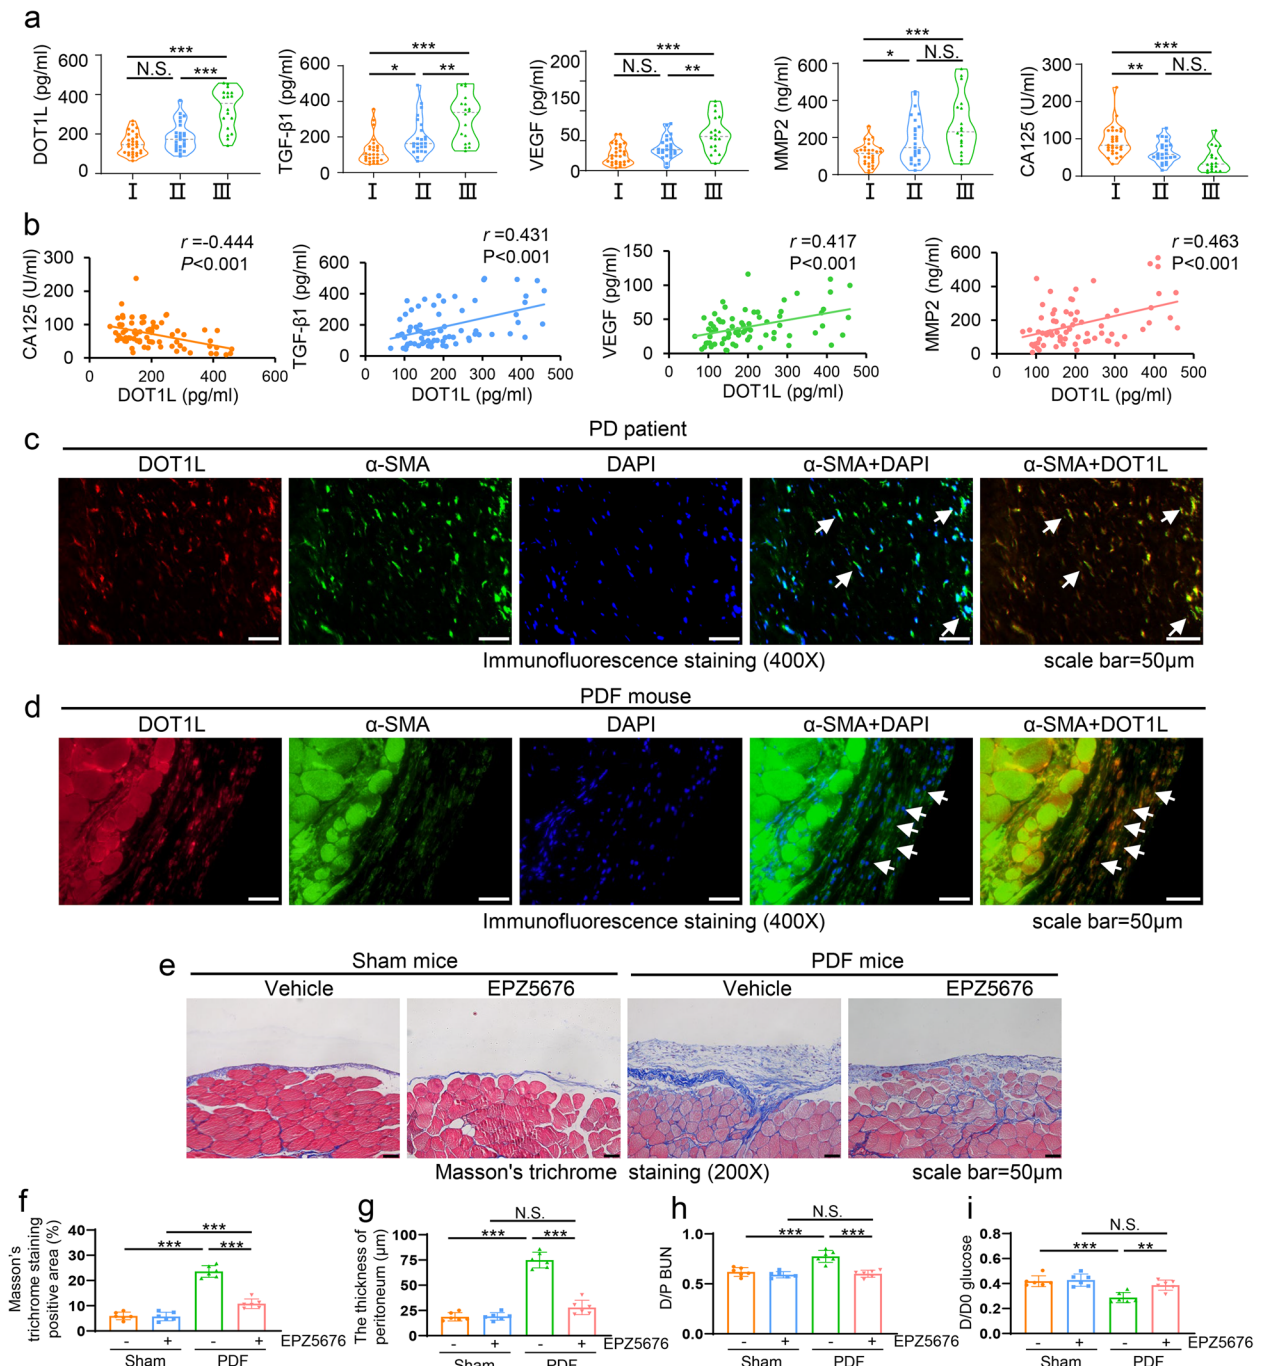 a
DOT1L (pg/ml)
600
400
200
0
***
N.S.
***
I
II
III
TGF-β1 (pg/ml)
600
400
200
0
***
*
**
I
II
III
VEGF (pg/ml)
200
150
50
0
***
N.S.
**
I
II
III
MMP2 (ng/ml)
600
400
200
0
***
*
N.S.
I
II
III
CA125 (U/ml)
300
200
100
0
***
**
N.S.
I
II
III
b
CA125 (U/ml)
300
200
100
0
r =-0.444
P<0.001
0
200
400
600
DOT1L (pg/ml)
TGF-β1 (pg/ml)
600
400
200
0
r =0.431
P<0.001
0
100
200
300
400
500
DOT1L (pg/ml)
VEGF (pg/ml)
150
100
50
0
r =0.417
P<0.001
0
100
200
300
400
500
DOT1L (pg/ml)
MMP2 (ng/ml)
600
400
200
0
r =0.463
P<0.001
0
100
200
300
400
500
DOT1L (pg/ml)
c
PD patient
DOT1L
α-SMA
DAPI
α-SMA+DAPI
α-SMA+DOT1L
Immunofluorescence staining (400X)
scale bar=50μm
d
PDF mouse
DOT1L
α-SMA
DAPI
α-SMA+DAPI
α-SMA+DOT1L
Immunofluorescence staining (400X)
scale bar=50μm
e
Sham mice
PDF mice
Vehicle
EPZ5676
Vehicle
EPZ5676
Masson's trichrome staining (200X)
scale bar=50μm
f
Masson's
trichrome staining
positive area (%)
40
30
20
10
0
***
***
***
-
+
-
+
EPZ5676
Sham
PDF
g
The thickness of
peritoneum (μm)
100
75
50
25
0
N.S.
***
***
-
+
-
+
EPZ5676
Sham
PDF
h
D/P BUN
1.0
0.5
0.0
N.S.
***
***
-
+
-
+
EPZ5676
Sham
PDF
i
D/D0 glucose
0.8
0.6
0.4
0.2
0.0
N.S.
***
**
-
+
-
+
EPZ5676
Sham
PDF